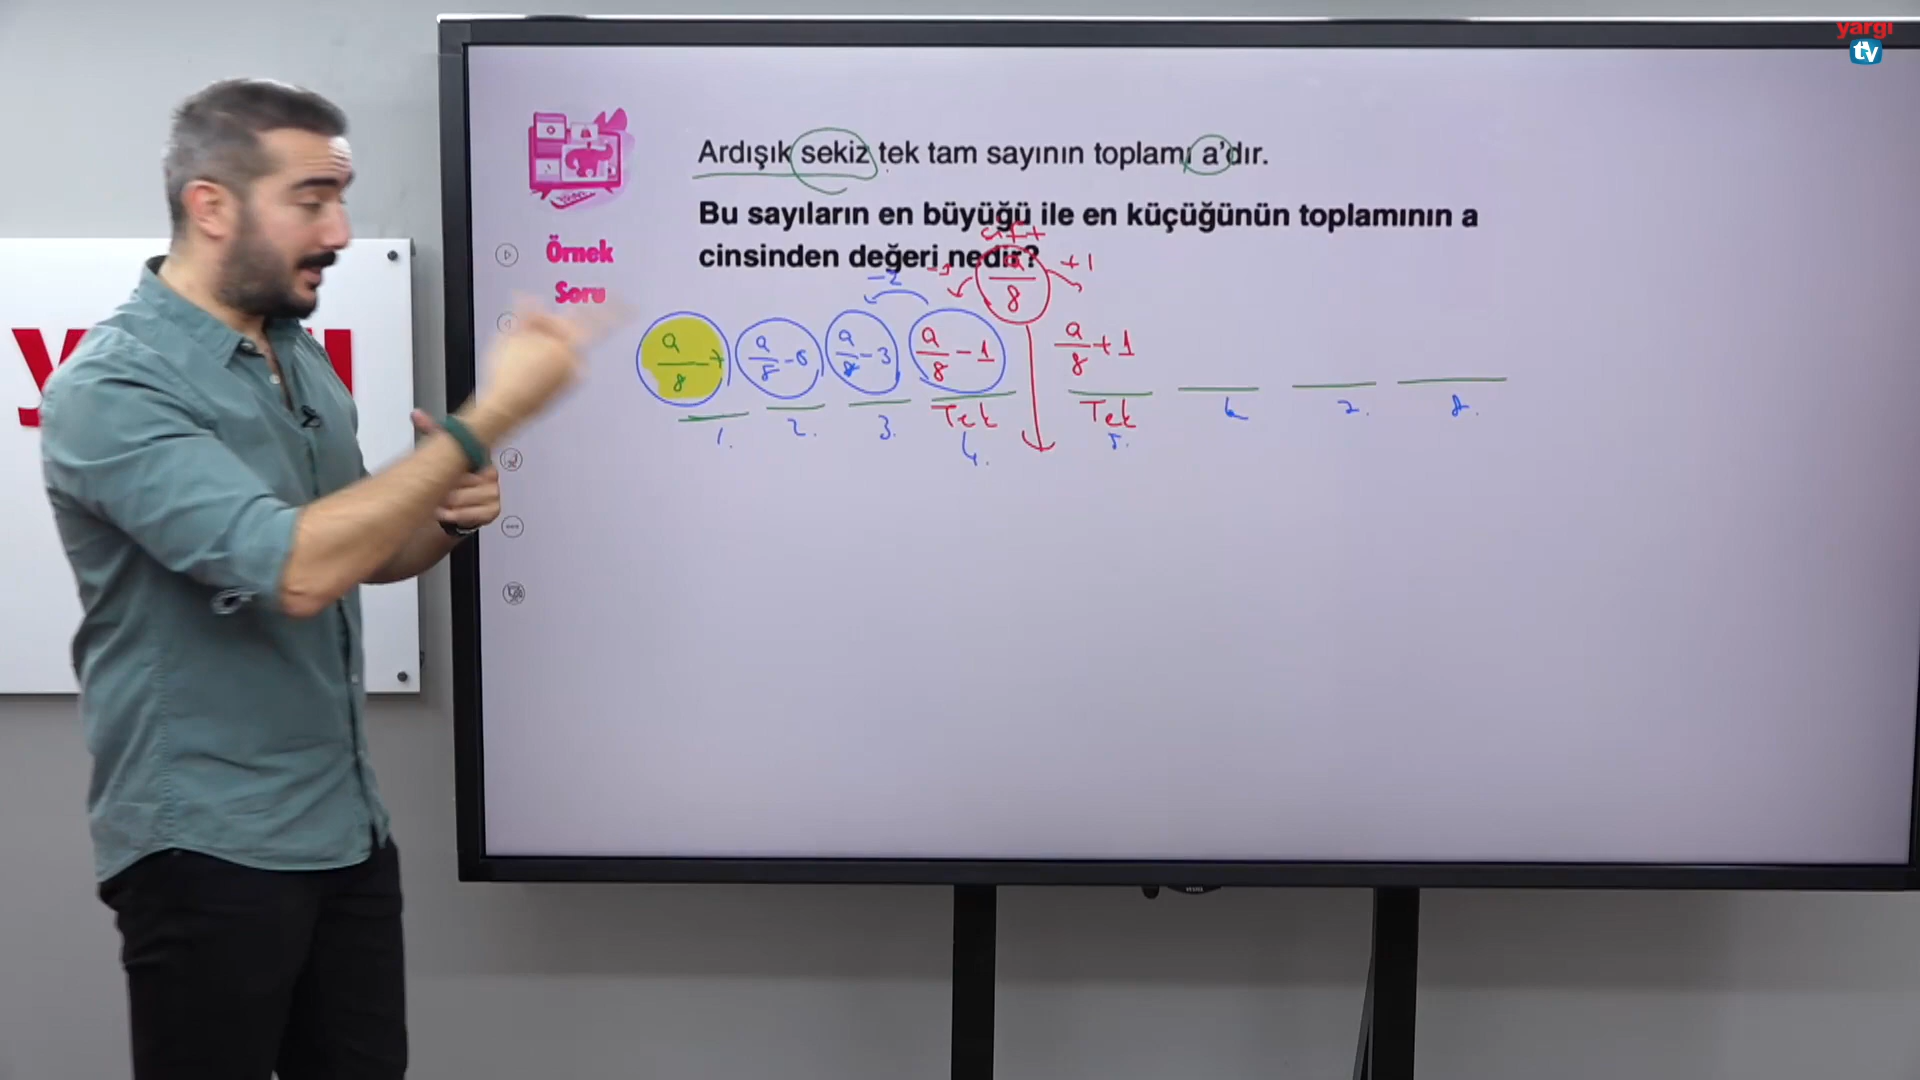 yargı
tv
Ardışık sekiz tek tam sayının toplamı a'dır.
Bu sayıların en büyüğü ile en küçüğünün toplamının a
cinsinden değeri nedir?
Örnek
Soru
çift
-1
a/8
+1
-2
a/8 - 7
a/8 - 5
a/8 - 3
a/8 - 1
a/8 + 1
Tek
Tek
1.
2.
3.
4.
5.
6
7.
8.